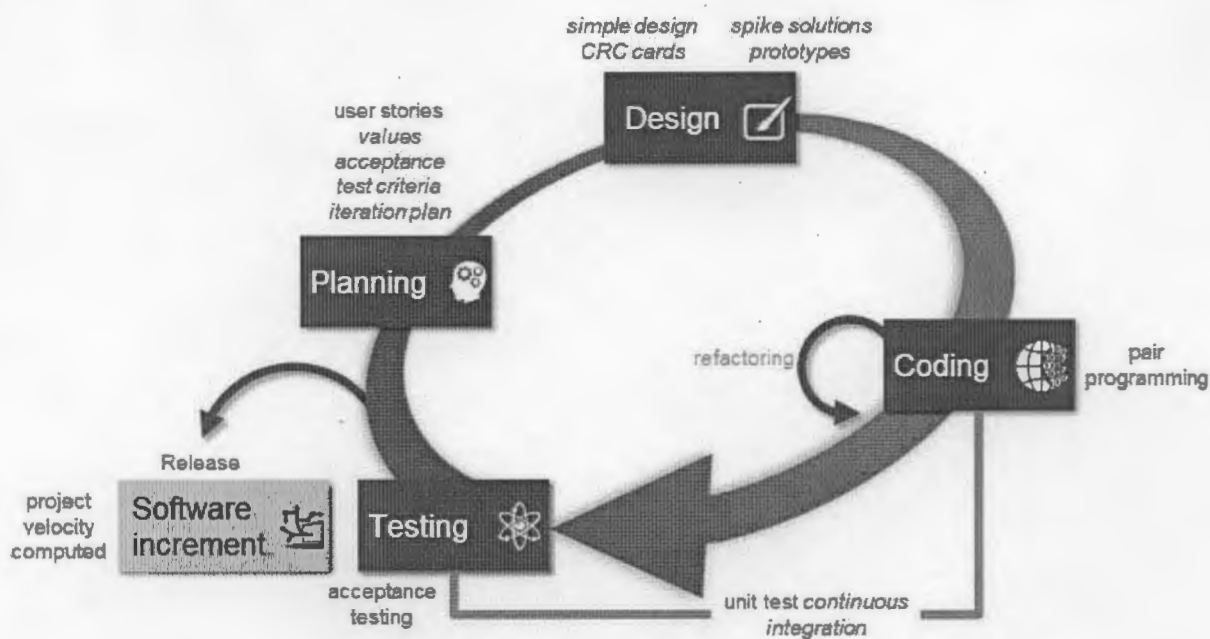 simple design
CRC cards
spike solutions
prototypes
Design
user stories
values
acceptance
test criteria
iteration plan
Planning
refactoring
Coding
pair
programming
Release
project
velocity
computed
Software
increment
Testing
acceptance
testing
unit test continuous
integration